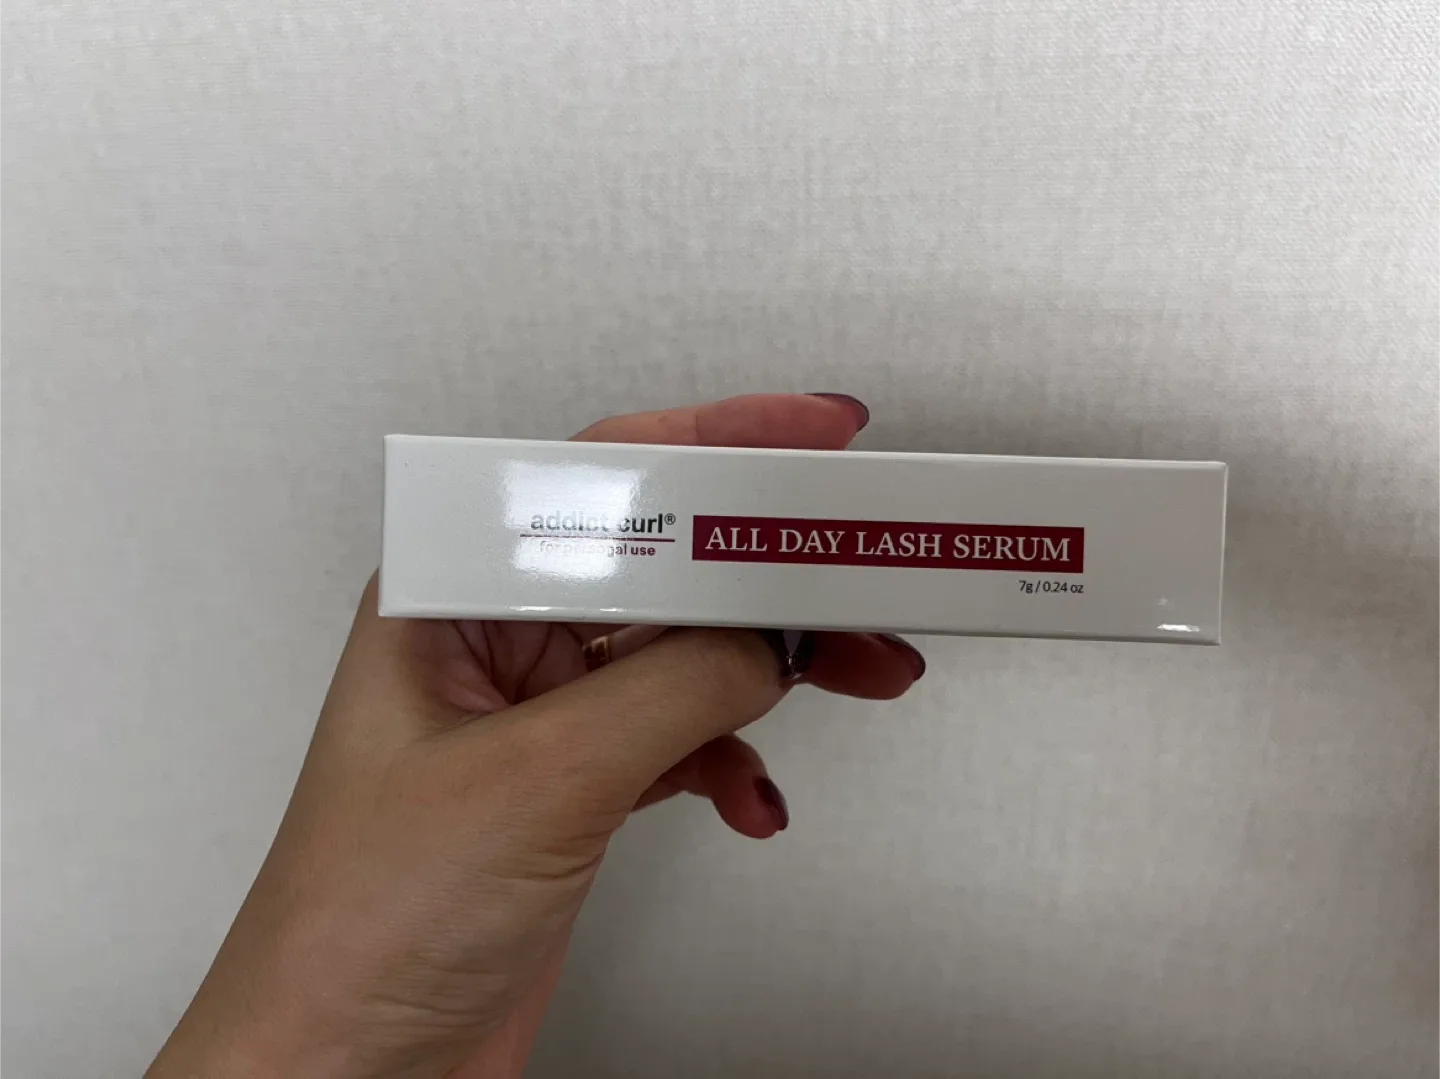 addict curl®
for personal use
ALL DAY LASH SERUM
7g / 0.24 oz